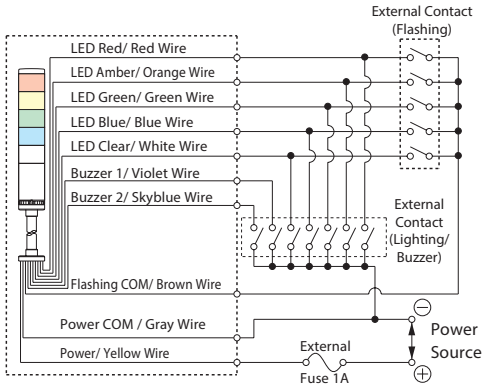 External Contact
(Flashing)
LED Red/ Red Wire
LED Amber/ Orange Wire
LED Green/ Green Wire
LED Blue/ Blue Wire
LED Clear/ White Wire
Buzzer 1/ Violet Wire
Buzzer 2/ Skyblue Wire
External
Contact
(Lighting/
Buzzer)
Flashing COM/ Brown Wire
Power COM / Gray Wire
Power/ Yellow Wire
External
Fuse 1A
−
Power
Source
+